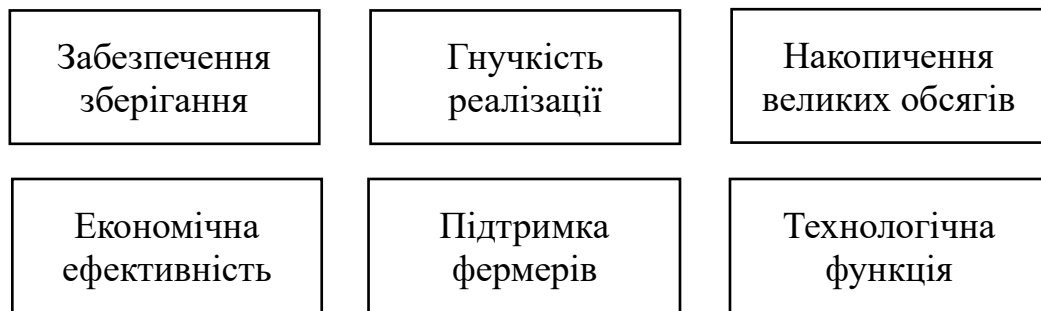 Забезпечення
зберігання
Гнучкість
реалізації
Накопичення
великих обсягів
Економічна
ефективність
Підтримка
фермерів
Технологічна
функція